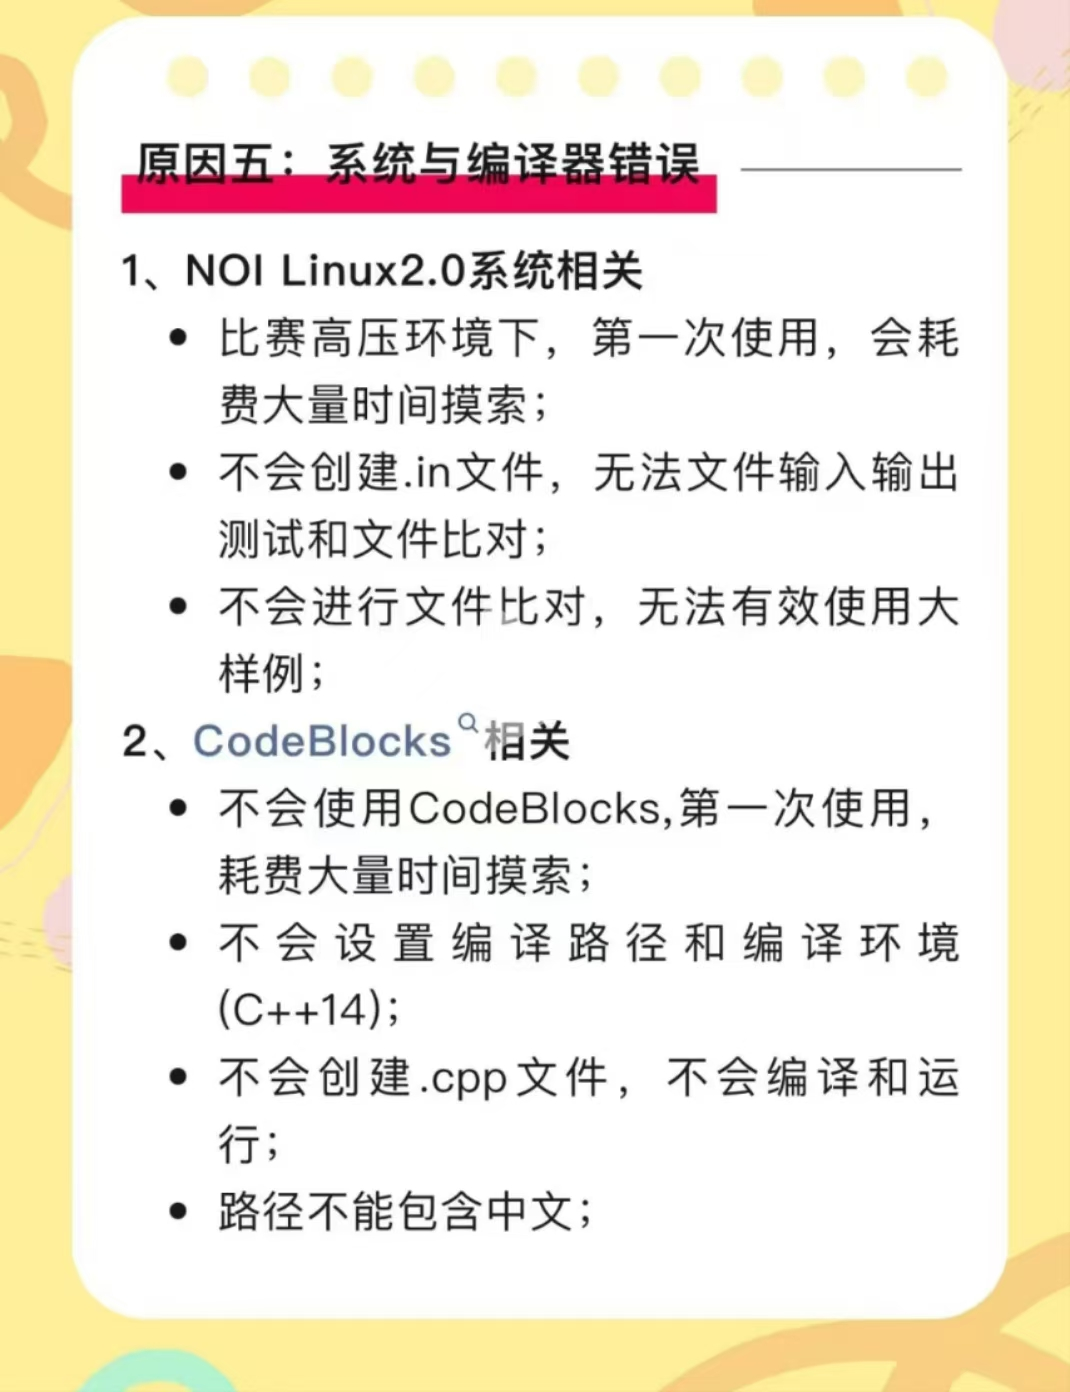 原因五：系统与编译器错误
1、NOI Linux2.0系统相关
比赛高压环境下，第一次使用，会耗
费大量时间摸索；
不会创建.in文件，无法文件输入输出
测试和文件比对；
不会进行文件比对，无法有效使用大
样例；
2、CodeBlocks相关
不会使用CodeBlocks,第一次使用，
耗费大量时间摸索；
不会设置编译路径和编译环境
(C++14)；
不会创建.cpp文件，不会编译和运
行；
路径不能包含中文；